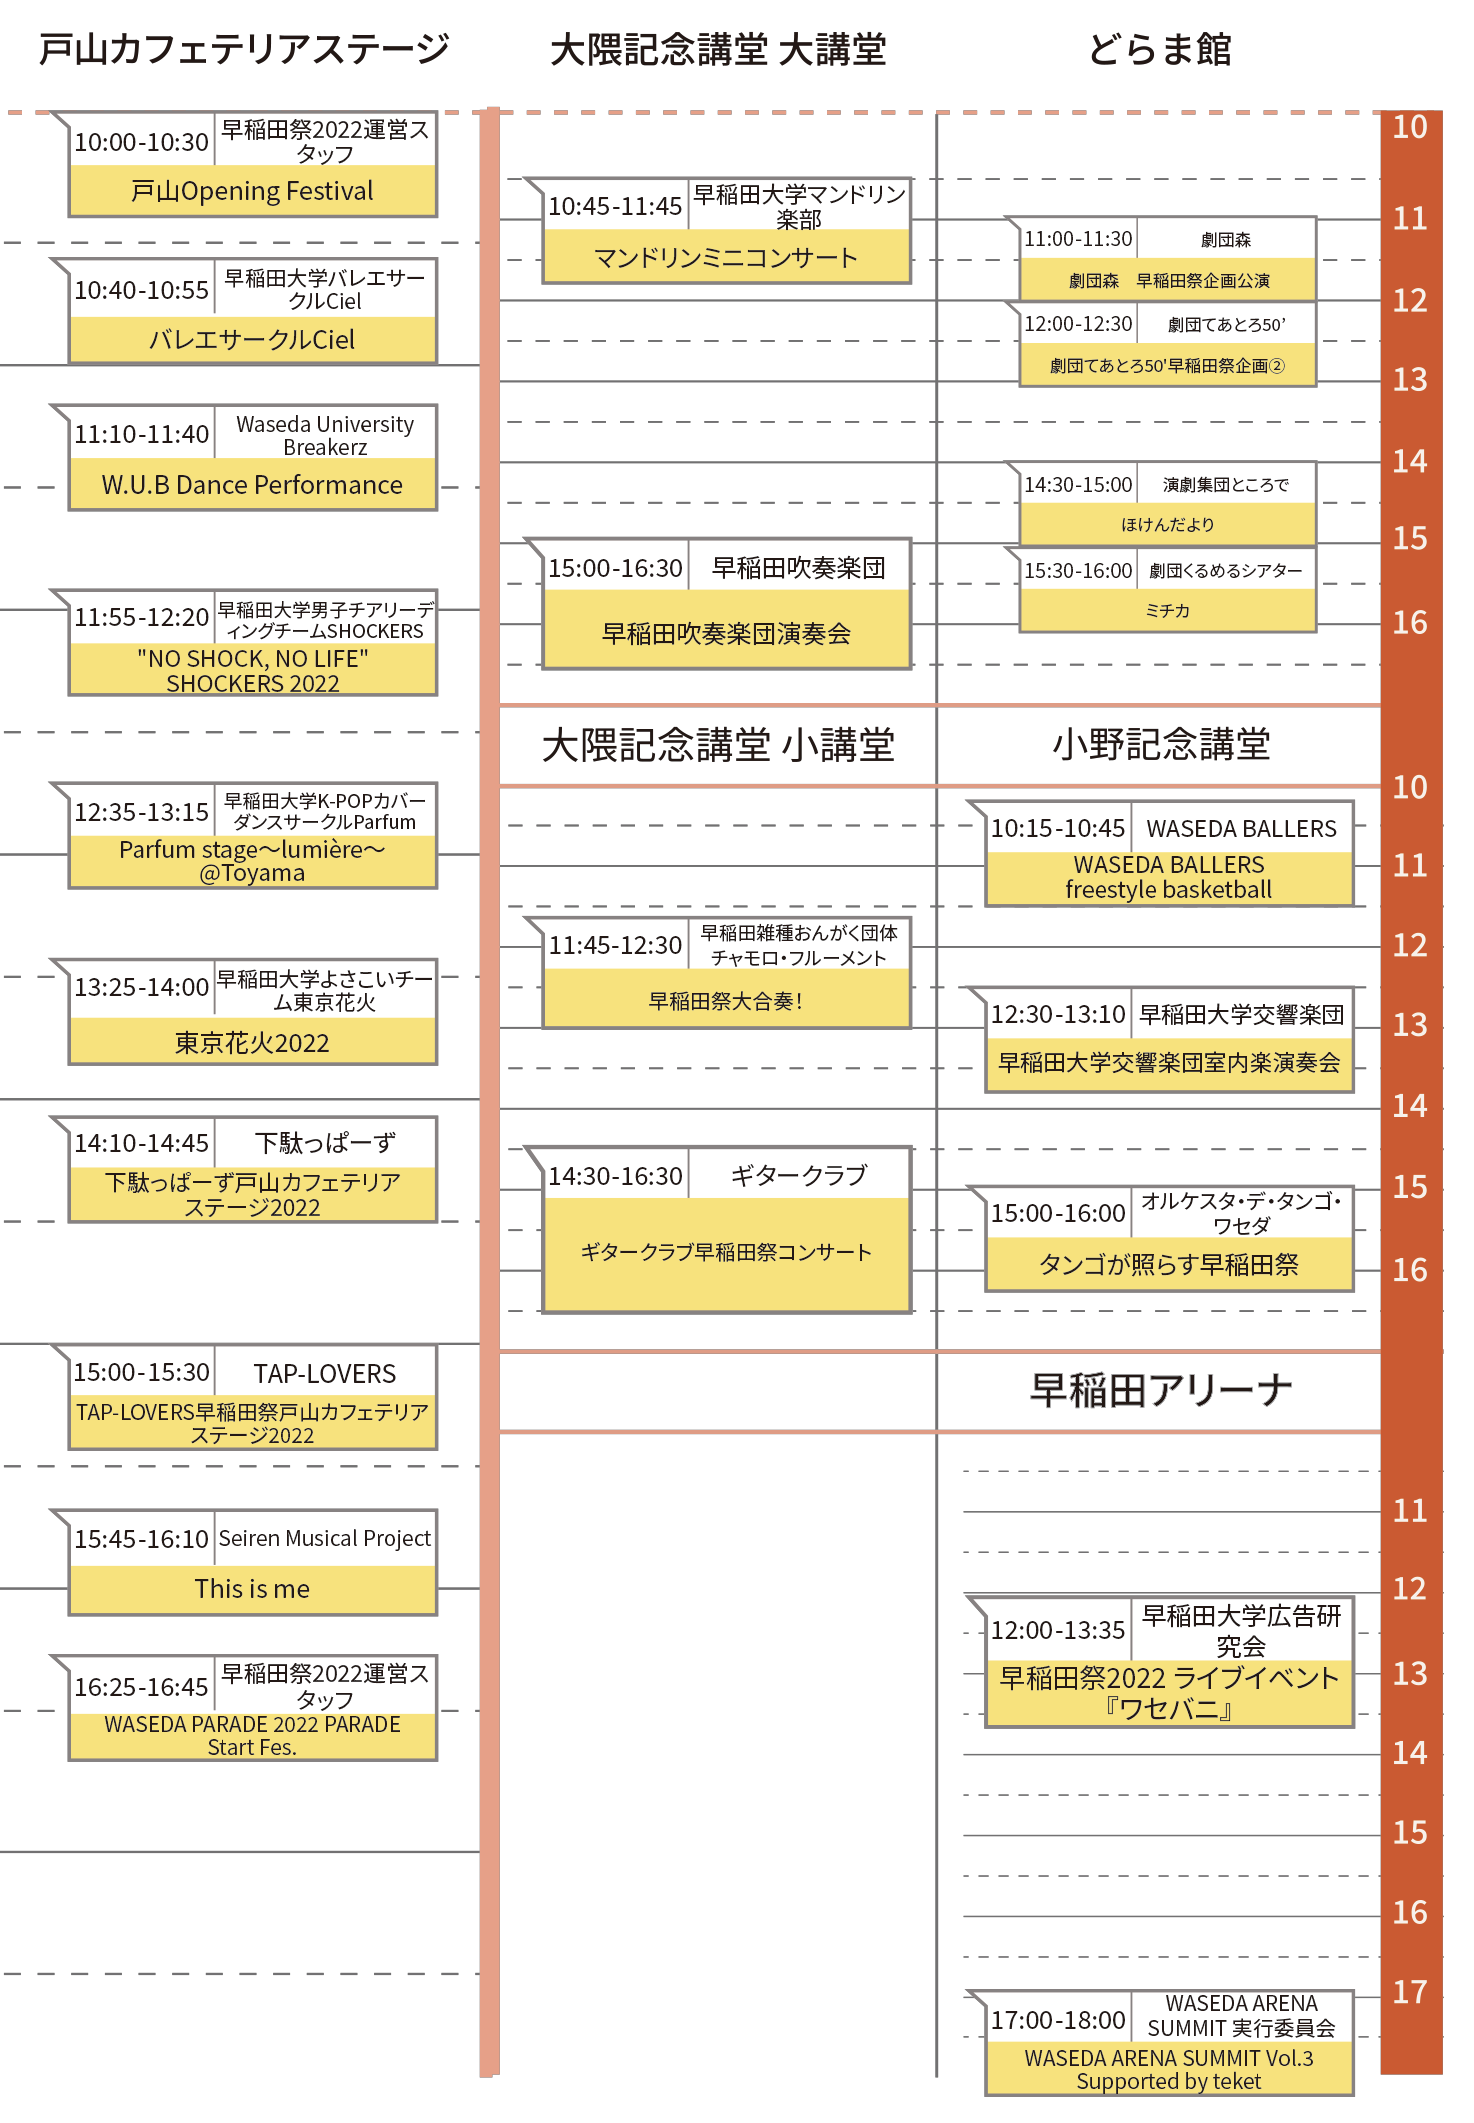 戸山カフェテリアステージ
10:00-10:30
早稲田祭2022運営ス
タッフ
戸山Opening Festival
10:40-10:55
早稲田大学バレエサー
クルCiel
バレエサークルCiel
11:10-11:40
Waseda University
Breakerz
W.U.B Dance Performance
11:55-12:20
早稲田大学男子チアリーデ
ィングチームSHOCKERS
"NO SHOCK, NO LIFE"
SHOCKERS 2022
12:35-13:15
早稲田大学K-POPカバー
ダンスサークルParfum
Parfum stage～lumière～
@Toyama
13:25-14:00
早稲田大学よさこいチー
ム東京花火
東京花火2022
14:10-14:45
下駄っぱーず
下駄っぱーず戸山カフェテリア
ステージ2022
15:00-15:30
TAP-LOVERS
TAP-LOVERS早稲田祭戸山カフェテリア
ステージ2022
15:45-16:10
Seiren Musical Project
This is me
16:25-16:45
早稲田祭2022運営ス
タッフ
WASEDA PARADE 2022 PARADE
Start Fes.
大隈記念講堂 大講堂
10:45-11:45
早稲田大学マンドリン
楽部
マンドリンミニコンサート
15:00-16:30
早稲田吹奏楽団
早稲田吹奏楽団演奏会
大隈記念講堂 小講堂
11:45-12:30
早稲田雑種おんがく団体
チャモロ・フルーメント
早稲田祭大合奏！
14:30-16:30
ギタークラブ
ギタークラブ早稲田祭コンサート
どらま館
11:00-11:30
劇団森
劇団森　早稲田祭企画公演
12:00-12:30
劇団てあとろ50’
劇団てあとろ50'早稲田祭企画②
14:30-15:00
演劇集団ところで
ほけんだより
15:30-16:00
劇団くるめるシアター
ミチカ
小野記念講堂
10:15-10:45
WASEDA BALLERS
WASEDA BALLERS
freestyle basketball
12:30-13:10
早稲田大学交響楽団
早稲田大学交響楽団室内楽演奏会
15:00-16:00
オルケスタ・デ・タンゴ・
ワセダ
タンゴが照らす早稲田祭
早稲田アリーナ
12:00-13:35
早稲田大学広告研
究会
早稲田祭2022 ライブイベント
『ワセバニ』
17:00-18:00
WASEDA ARENA
SUMMIT 実行委員会
WASEDA ARENA SUMMIT Vol.3
Supported by teket
10
11
12
13
14
15
16
10
11
12
13
14
15
16
11
12
13
14
15
16
17